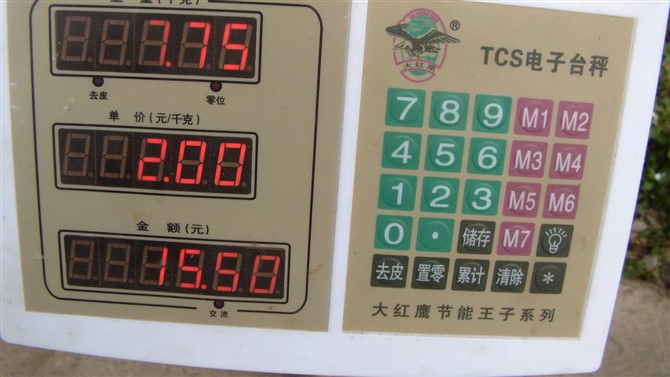 7.75
去皮 零位
单 价(元/千克)
2.00
金 额(元)
15.50
交流
大红鹰
®
TCS电子台秤
7 8 9 M1 M2
4 5 6 M3 M4
1 2 3 M5 M6
0 · 储存 M7
去皮 置零 累计 清除 *
大红鹰节能王子系列